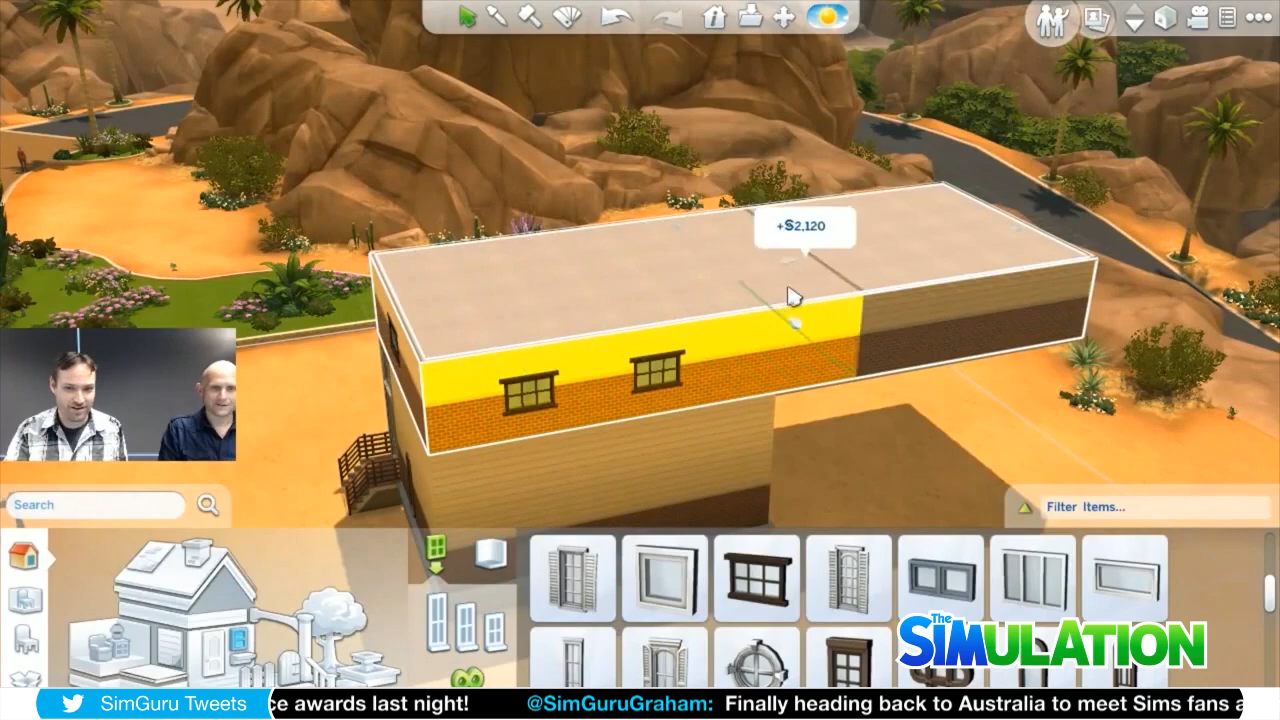 +§2,120
Search
Filter Items...
The SIMULATION
SimGuru Tweets
ce awards last night!
@SimGuruGraham: Finally heading back to Australia to meet Sims fans a